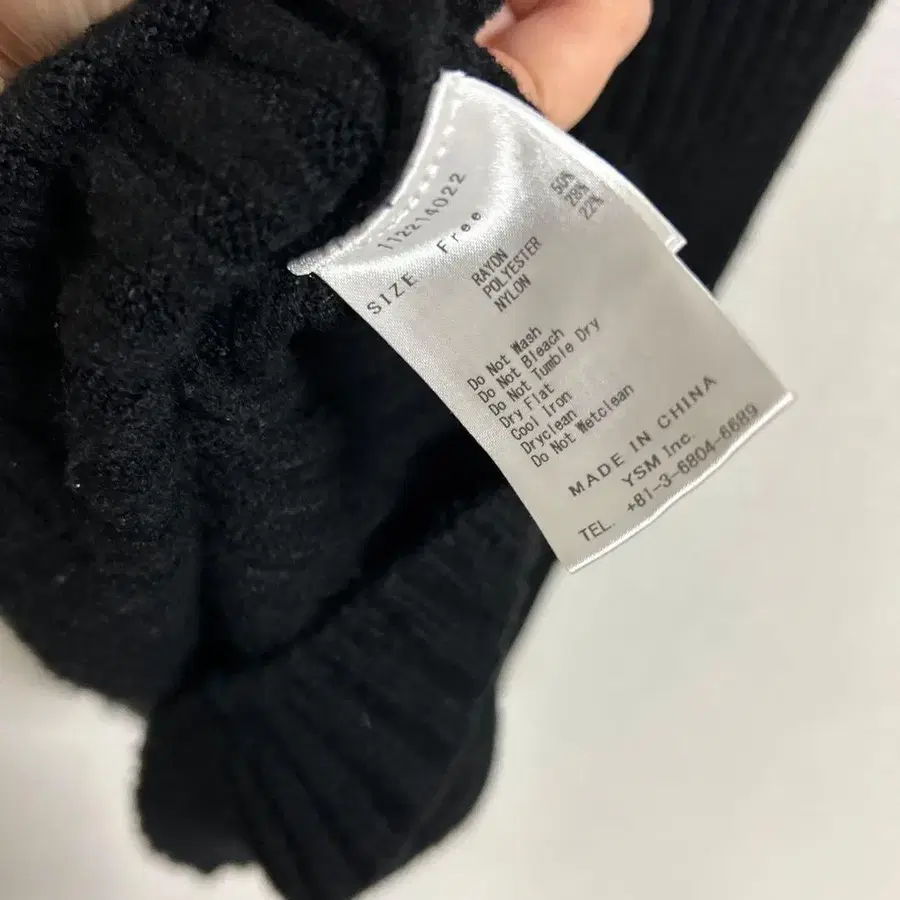 112214022
SIZE Free
RAYON 50%
POLYESTER 28%
NYLON 22%
Do Not Wash
Do Not Bleach
Do Not Tumble Dry
Dry Flat
Cool Iron
Dryclean
Do Not Wetclean
MADE IN CHINA
YSM Inc.
TEL. +81-3-6804-6689